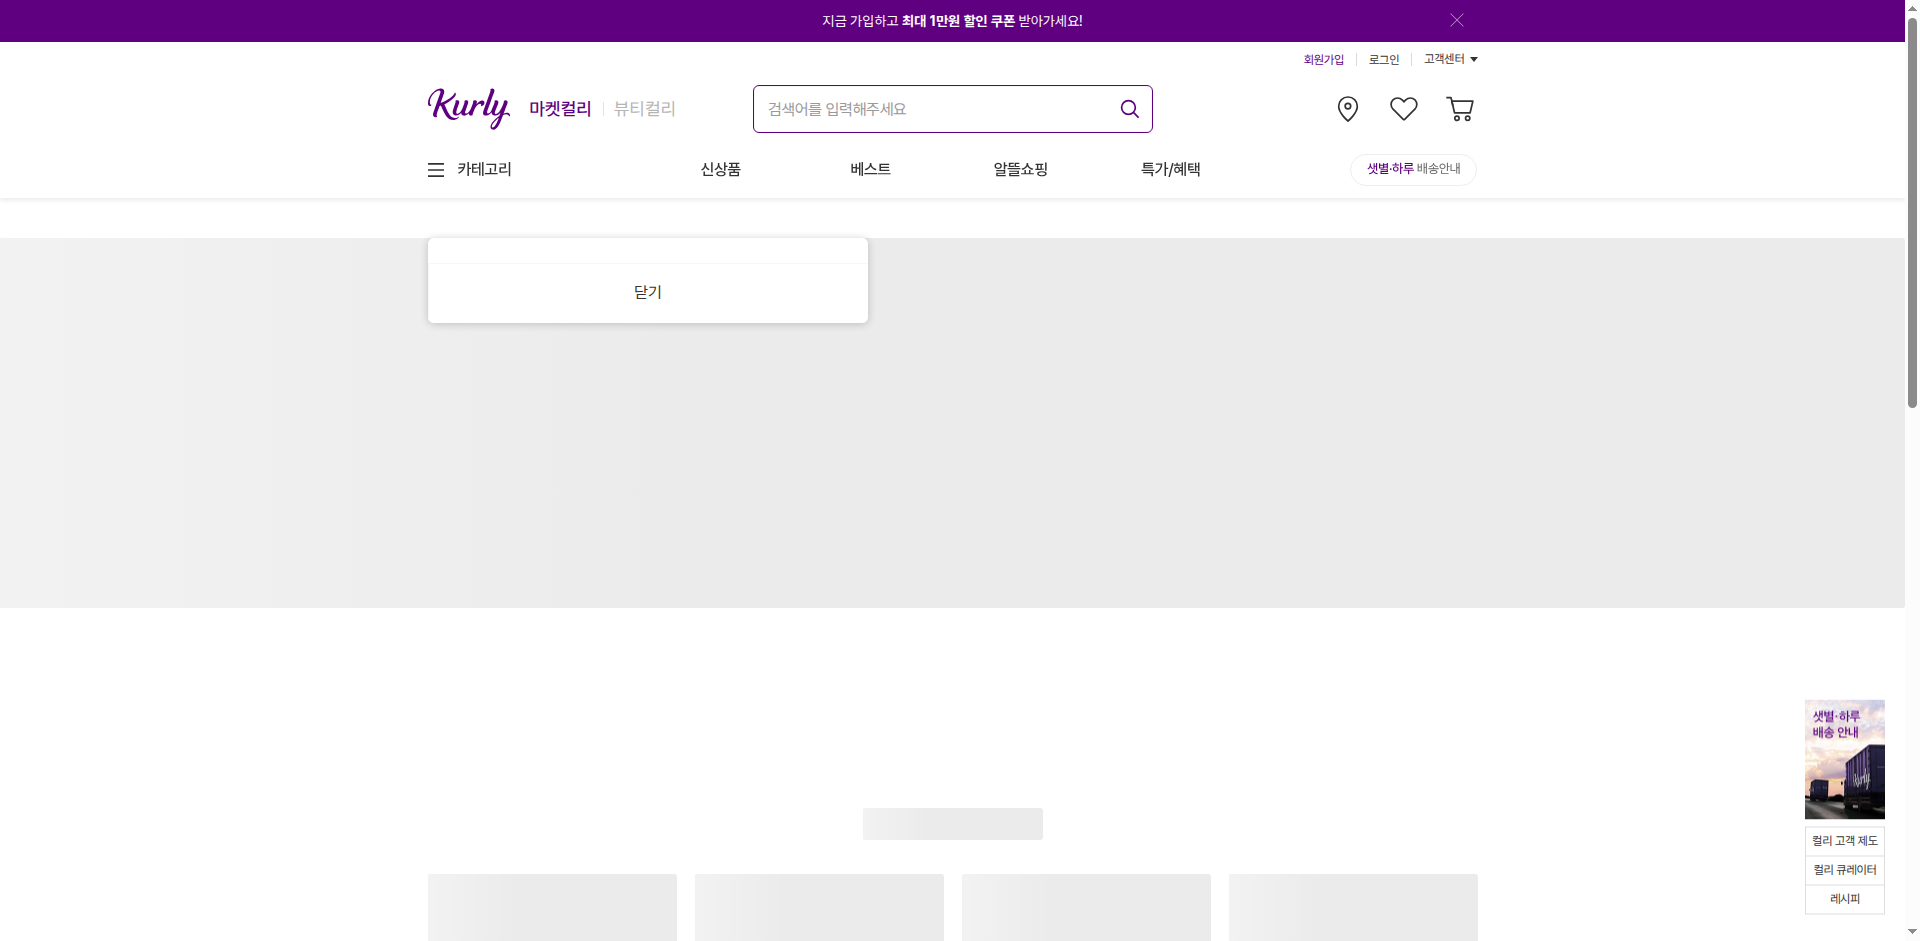 지금 가입하고 최대 1만원 할인 쿠폰 받아가세요!
회원가입 로그인 고객센터
Kurly 마켓컬리 뷰티컬리
검색어를 입력해주세요
카테고리 신상품 베스트 알뜰쇼핑 특가/혜택 샛별·하루 배송안내
닫기
샛별·하루
배송 안내
Kurly
컬리 고객 제도
컬리 큐레이터
레시피